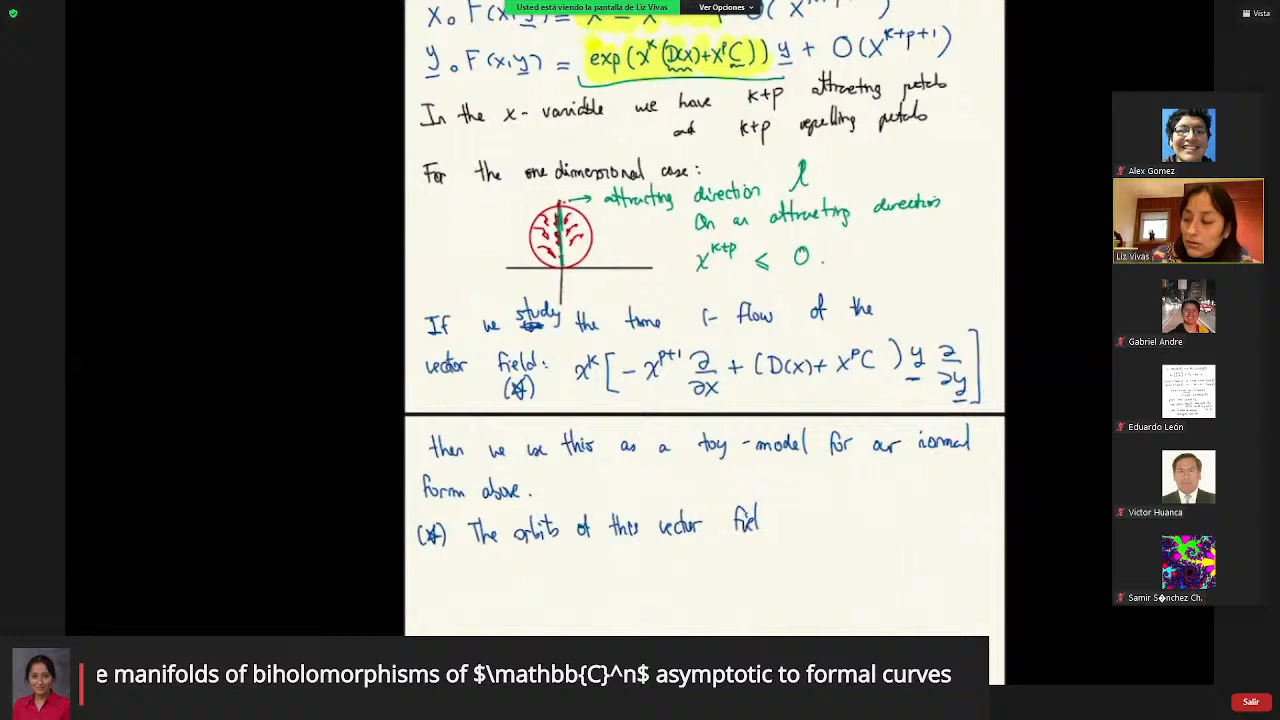 Usted está viendo la pantalla de Liz Vivas
Ver Opciones
Vista
x∘F(x,y) =
y∘F(x,y) = exp(x^k(D(x)+x^pC))y + O(x^{k+p+1})
In the x-variable we have k+p attracting petals
and k+p repelling petals
For the one dimensional case:
→ attracting direction ℓ
On an attracting direction
x^{k+p} ≤ 0.
If we study the time 1-flow of the
vector field: x^k[-x^{p+1} ∂/∂x + (D(x)+x^pC)y ∂/∂y]
(*)
then we use this as a toy-model for our normal
form above.
(*) The orbits of this vector fiel
Alex Gomez
Liz Vivas
Gabriel Andre
Eduardo León
Victor Huanca
Samir S�nchez Ch.
e manifolds of biholomorphisms of $\mathbb{C}^n$ asymptotic to formal curves
Salir